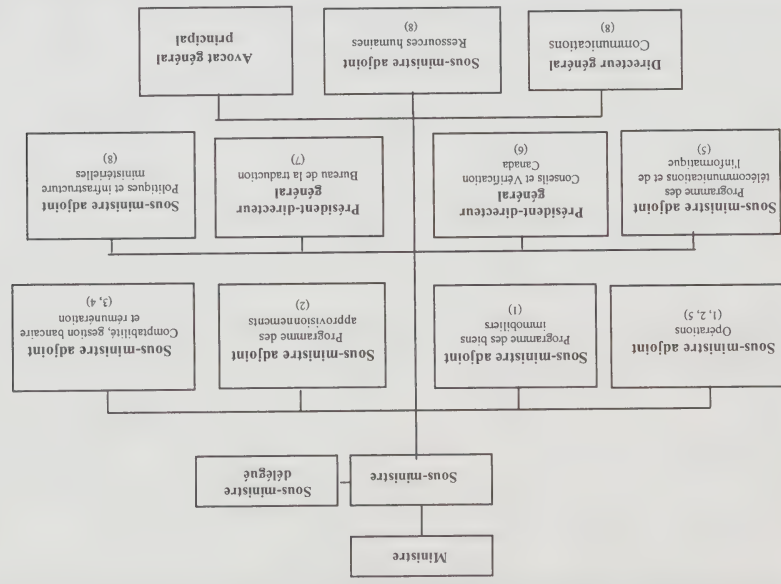 Ministre
Sous-ministre
Sous-ministre
délégué
Sous-ministre adjoint
Opérations
(1, 2, 5)
Sous-ministre adjoint
Programme des biens
immobiliers
(1)
Sous-ministre adjoint
Programme des
approvisionnements
(2)
Sous-ministre adjoint
Comptabilité, gestion bancaire
et rémunération
(3, 4)
Sous-ministre adjoint
Programme des
télécommunications et de
l'informatique
(5)
Président-directeur
général
Conseils et Vérification
Canada
(6)
Président-directeur
général
Bureau de la traduction
(7)
Sous-ministre adjoint
Politiques et infrastructure
ministérielles
(8)
Directeur général
Communications
(8)
Sous-ministre adjoint
Ressources humaines
(8)
Avocat général
principal